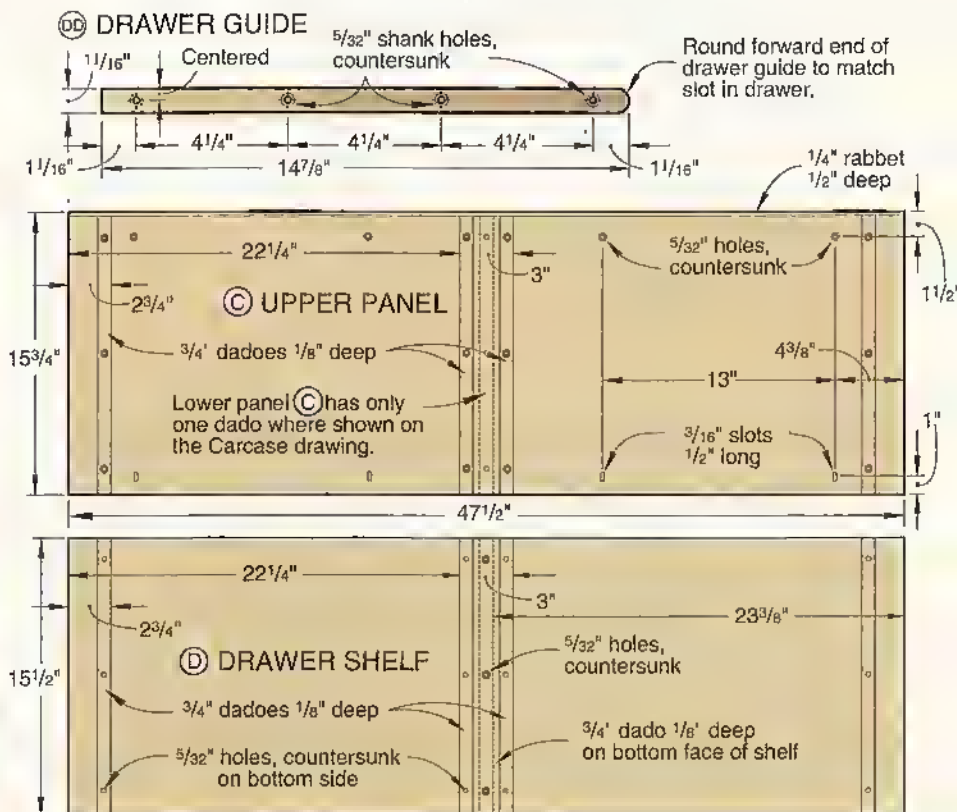 DD DRAWER GUIDE
5/32" shank holes,
countersunk
Centered
1 1/16"
Round forward end of
drawer guide to match
slot in drawer.
4 1/4"
4 1/4"
4 1/4"
1 1/16"
14 7/8"
1 1/16"
1/4" rabbet
1/2" deep
22 1/4"
5/32" holes,
countersunk
3"
1 1/2"
2 3/4"
C UPPER PANEL
15 3/4"
3/4' dadoes 1/8" deep
4 3/8"
13"
Lower panel C has only
one dado where shown on
the Carcase drawing.
3/16" slots
1/2" long
1"
47 1/2"
22 1/4"
3"
23 3/8"
2 3/4"
D DRAWER SHELF
5/32" holes,
countersunk
15 1/2"
3/4" dadoes 1/8" deep
3/4' dado 1/8' deep
on bottom face of shelf
5/32" holes, countersunk
on bottom side